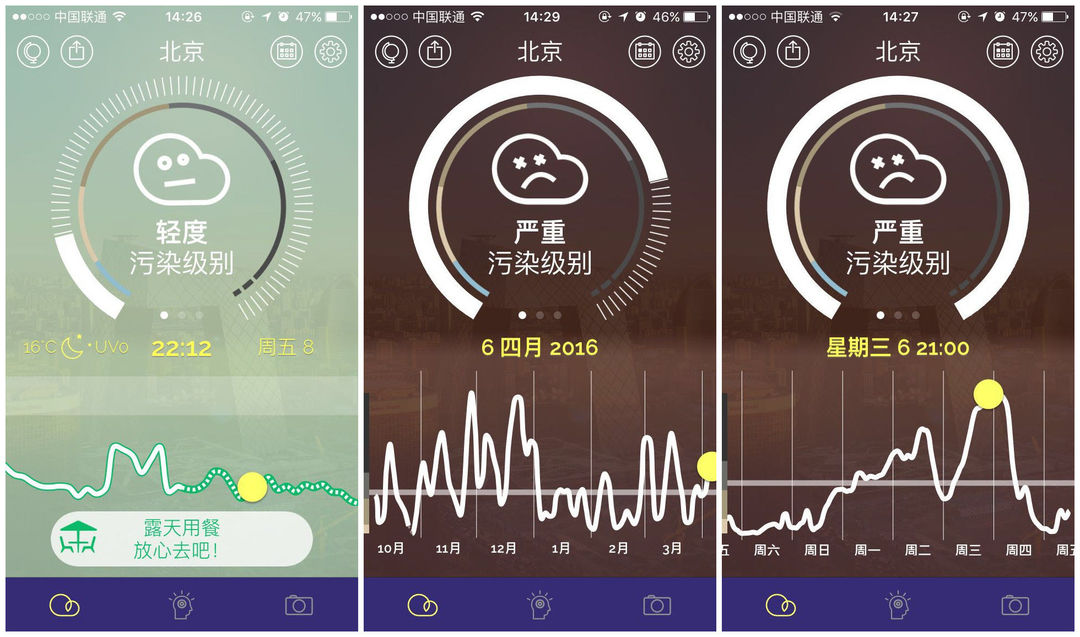 中国联通 14:26 47%
北京
轻度
污染级别
16°C UV0 22:12 周五 8
露天用餐
放心去吧！
中国联通 14:29 46%
北京
严重
污染级别
6 四月 2016
10月 11月 12月 1月 2月 3月
中国联通 14:27 47%
北京
严重
污染级别
星期三 6 21:00
五 周六 周日 周一 周二 周三 周四 周五